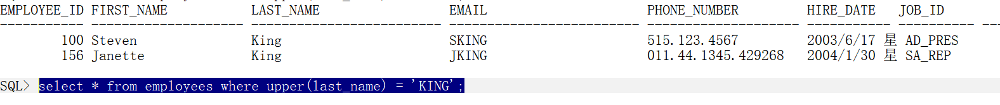 EMPLOYEE_ID FIRST_NAME           LAST_NAME                 EMAIL                     PHONE_NUMBER         HIRE_DATE   JOB_ID
----------- -------------------- ------------------------- ------------------------- -------------------- ----------- ---------- ---
        100 Steven               King                      SKING                     515.123.4567         2003/6/17 星 AD_PRES
        156 Janette              King                      JKING                     011.44.1345.429268   2004/1/30 星 SA_REP
SQL> select * from employees where upper(last_name) = 'KING';